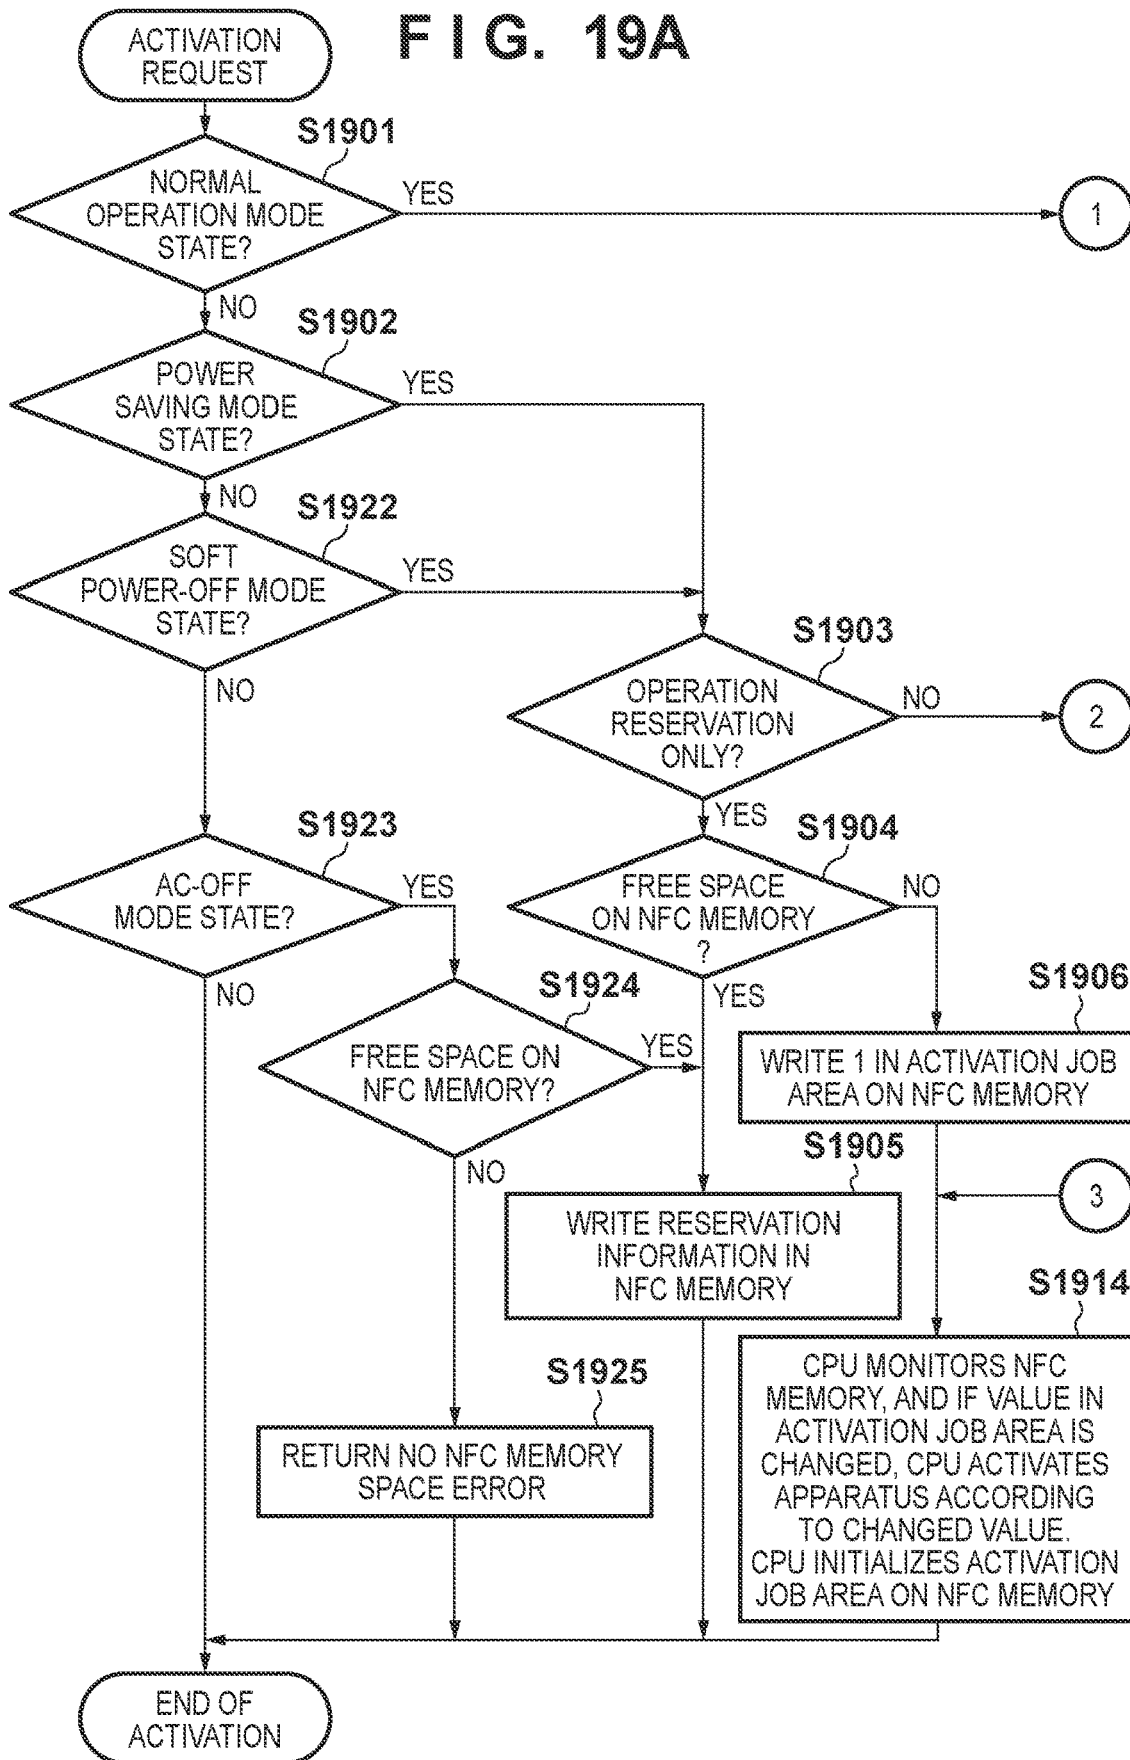 FIG. 19A
ACTIVATION
REQUEST
S1901
NORMAL
OPERATION MODE
STATE?
YES
1
NO
S1902
POWER
SAVING MODE
STATE?
YES
NO
S1922
SOFT
POWER-OFF MODE
STATE?
YES
NO
S1903
OPERATION
RESERVATION
ONLY?
NO
2
YES
S1923
AC-OFF
MODE STATE?
YES
NO
S1904
FREE SPACE
ON NFC MEMORY
?
NO
YES
S1924
FREE SPACE ON
NFC MEMORY?
YES
NO
S1906
WRITE 1 IN ACTIVATION JOB
AREA ON NFC MEMORY
S1905
WRITE RESERVATION
INFORMATION IN
NFC MEMORY
3
S1914
CPU MONITORS NFC
MEMORY, AND IF VALUE IN
ACTIVATION JOB AREA IS
CHANGED, CPU ACTIVATES
APPARATUS ACCORDING
TO CHANGED VALUE.
CPU INITIALIZES ACTIVATION
JOB AREA ON NFC MEMORY
S1925
RETURN NO NFC MEMORY
SPACE ERROR
END OF
ACTIVATION